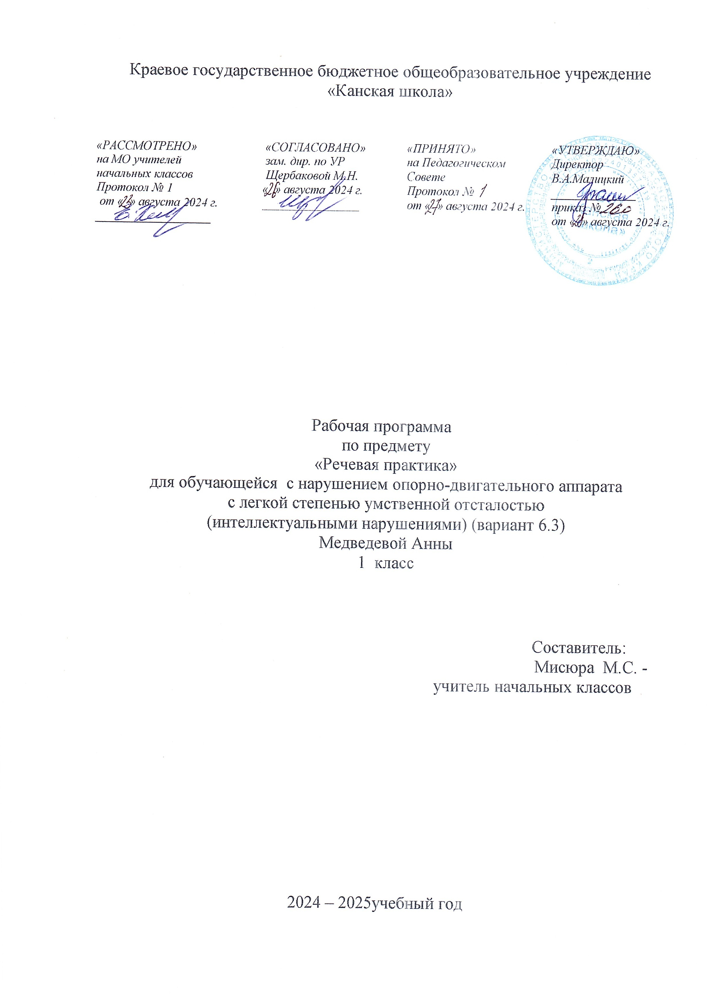 Краевое государственное бюджетное общеобразовательное учреждение
«Канская школа»
«РАССМОТРЕНО»
на МО учителей
начальных классов
Протокол № 1
от «23» августа 2024 г.
«СОГЛАСОВАНО»
зам. дир. по УР
Щербаковой М.Н.
«26» августа 2024 г.
«ПРИНЯТО»
на Педагогическом
Совете
Протокол № 1
от «27» августа 2024 г.
«УТВЕРЖДАЮ»
Директор
В.А.Малицкий
приказ № 260
от «28» августа 2024 г.
Рабочая программа
по предмету
«Речевая практика»
для обучающейся с нарушением опорно-двигательного аппарата
с легкой степенью умственной отсталостью
(интеллектуальными нарушениями) (вариант 6.3)
Медведевой Анны
1 класс
Составитель:
Мисюра М.С. -
учитель начальных классов
2024 – 2025учебный год